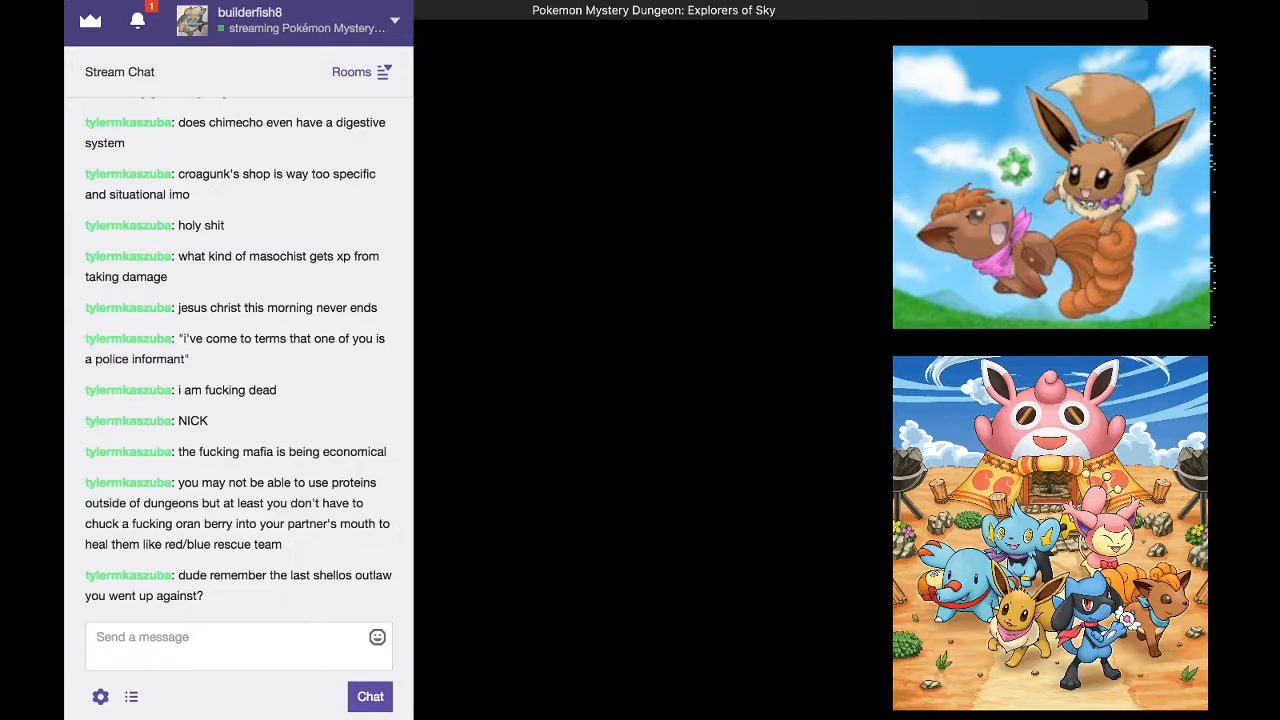 Pokemon Mystery Dungeon: Explorers of Sky
1
builderfish8
streaming Pokémon Mystery…
Stream Chat
Rooms
tylermkaszuba: does chimecho even have a digestive
system
tylermkaszuba: croagunk's shop is way too specific
and situational imo
tylermkaszuba: holy shit
tylermkaszuba: what kind of masochist gets xp from
taking damage
tylermkaszuba: jesus christ this morning never ends
tylermkaszuba: "i've come to terms that one of you is
a police informant"
tylermkaszuba: i am fucking dead
tylermkaszuba: NICK
tylermkaszuba: the fucking mafia is being economical
tylermkaszuba: you may not be able to use proteins
outside of dungeons but at least you don't have to
chuck a fucking oran berry into your partner's mouth to
heal them like red/blue rescue team
tylermkaszuba: dude remember the last shellos outlaw
you went up against?
Send a message
Chat